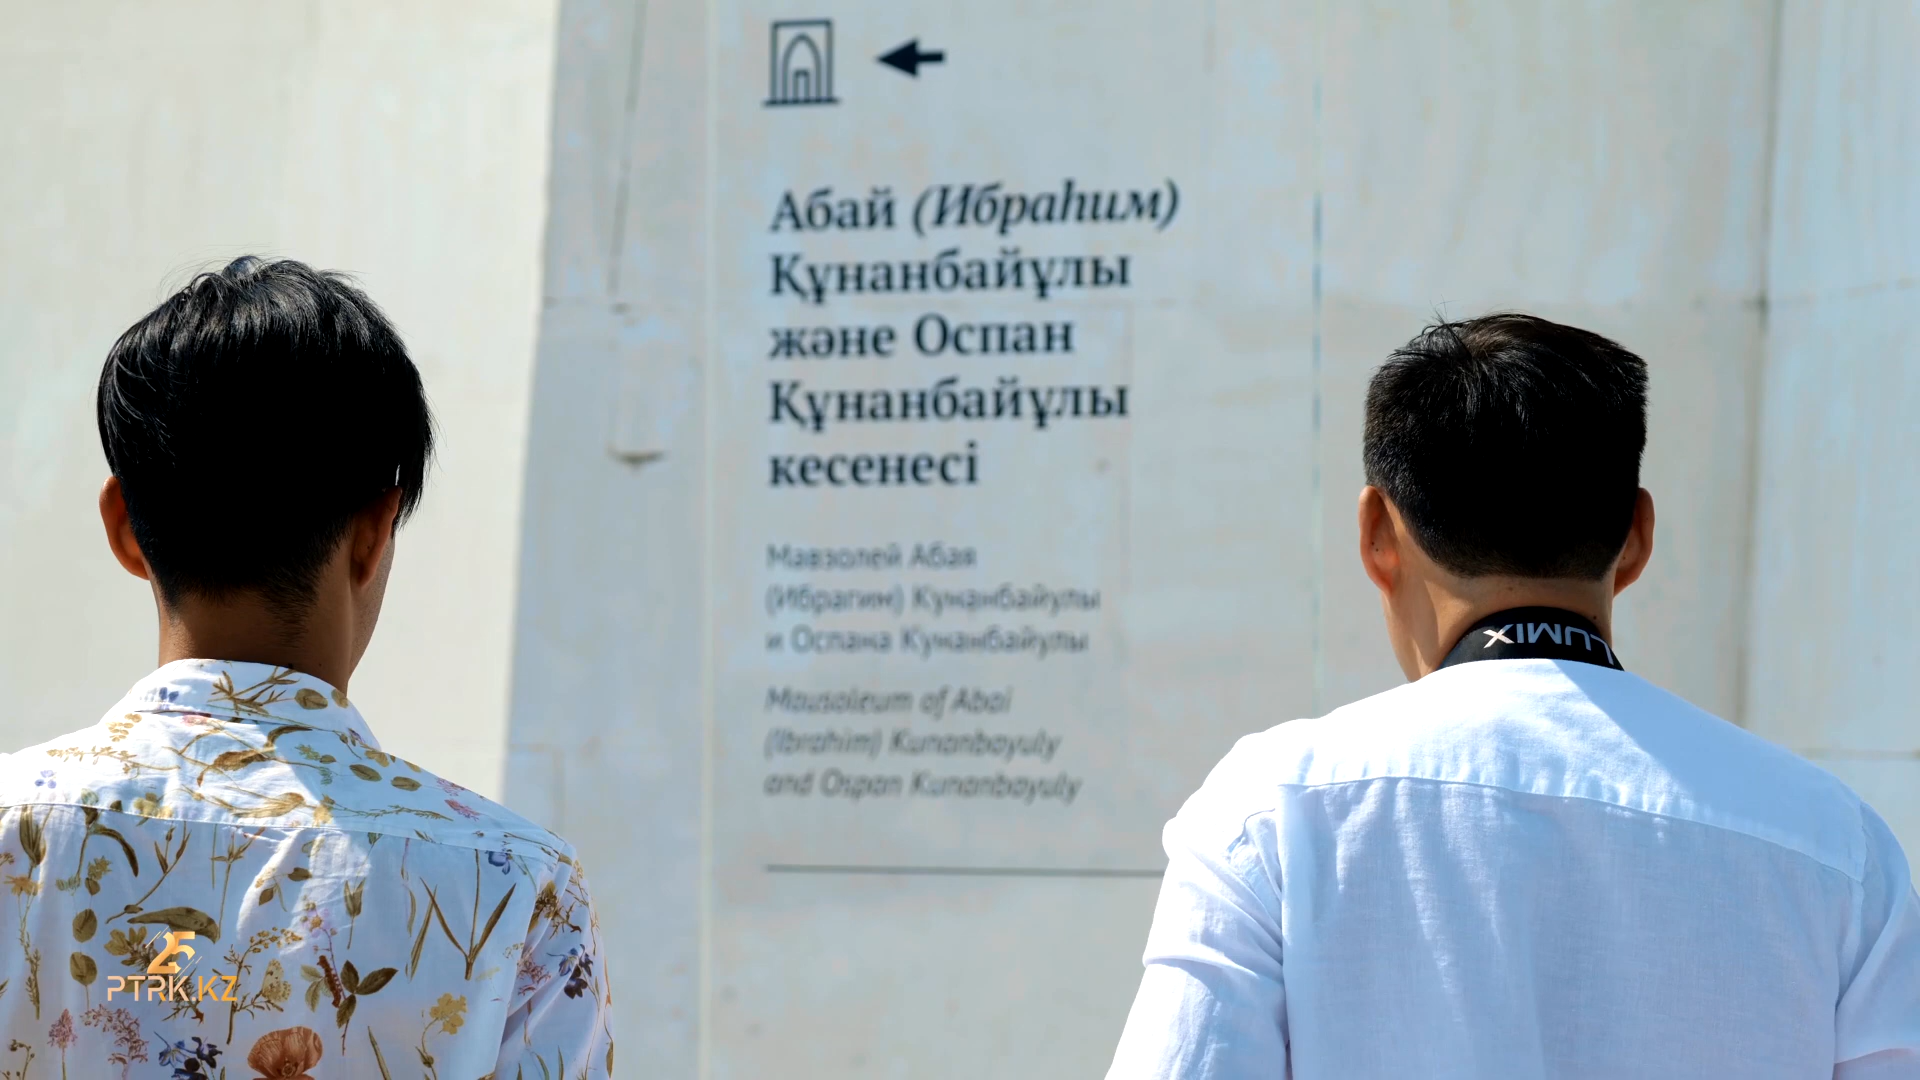 Абай (Ибраһим)
Құнанбайұлы
және Оспан
Құнанбайұлы
кесенесі
Мавзолей Абая
(Ибрагим) Кунанбайулы
и Оспана Кунанбайулы
Mausoleum of Abai
(Ibrahim) Kunanbayuly
and Ospan Kunanbayuly
LUMIX
25
PTRK.KZ